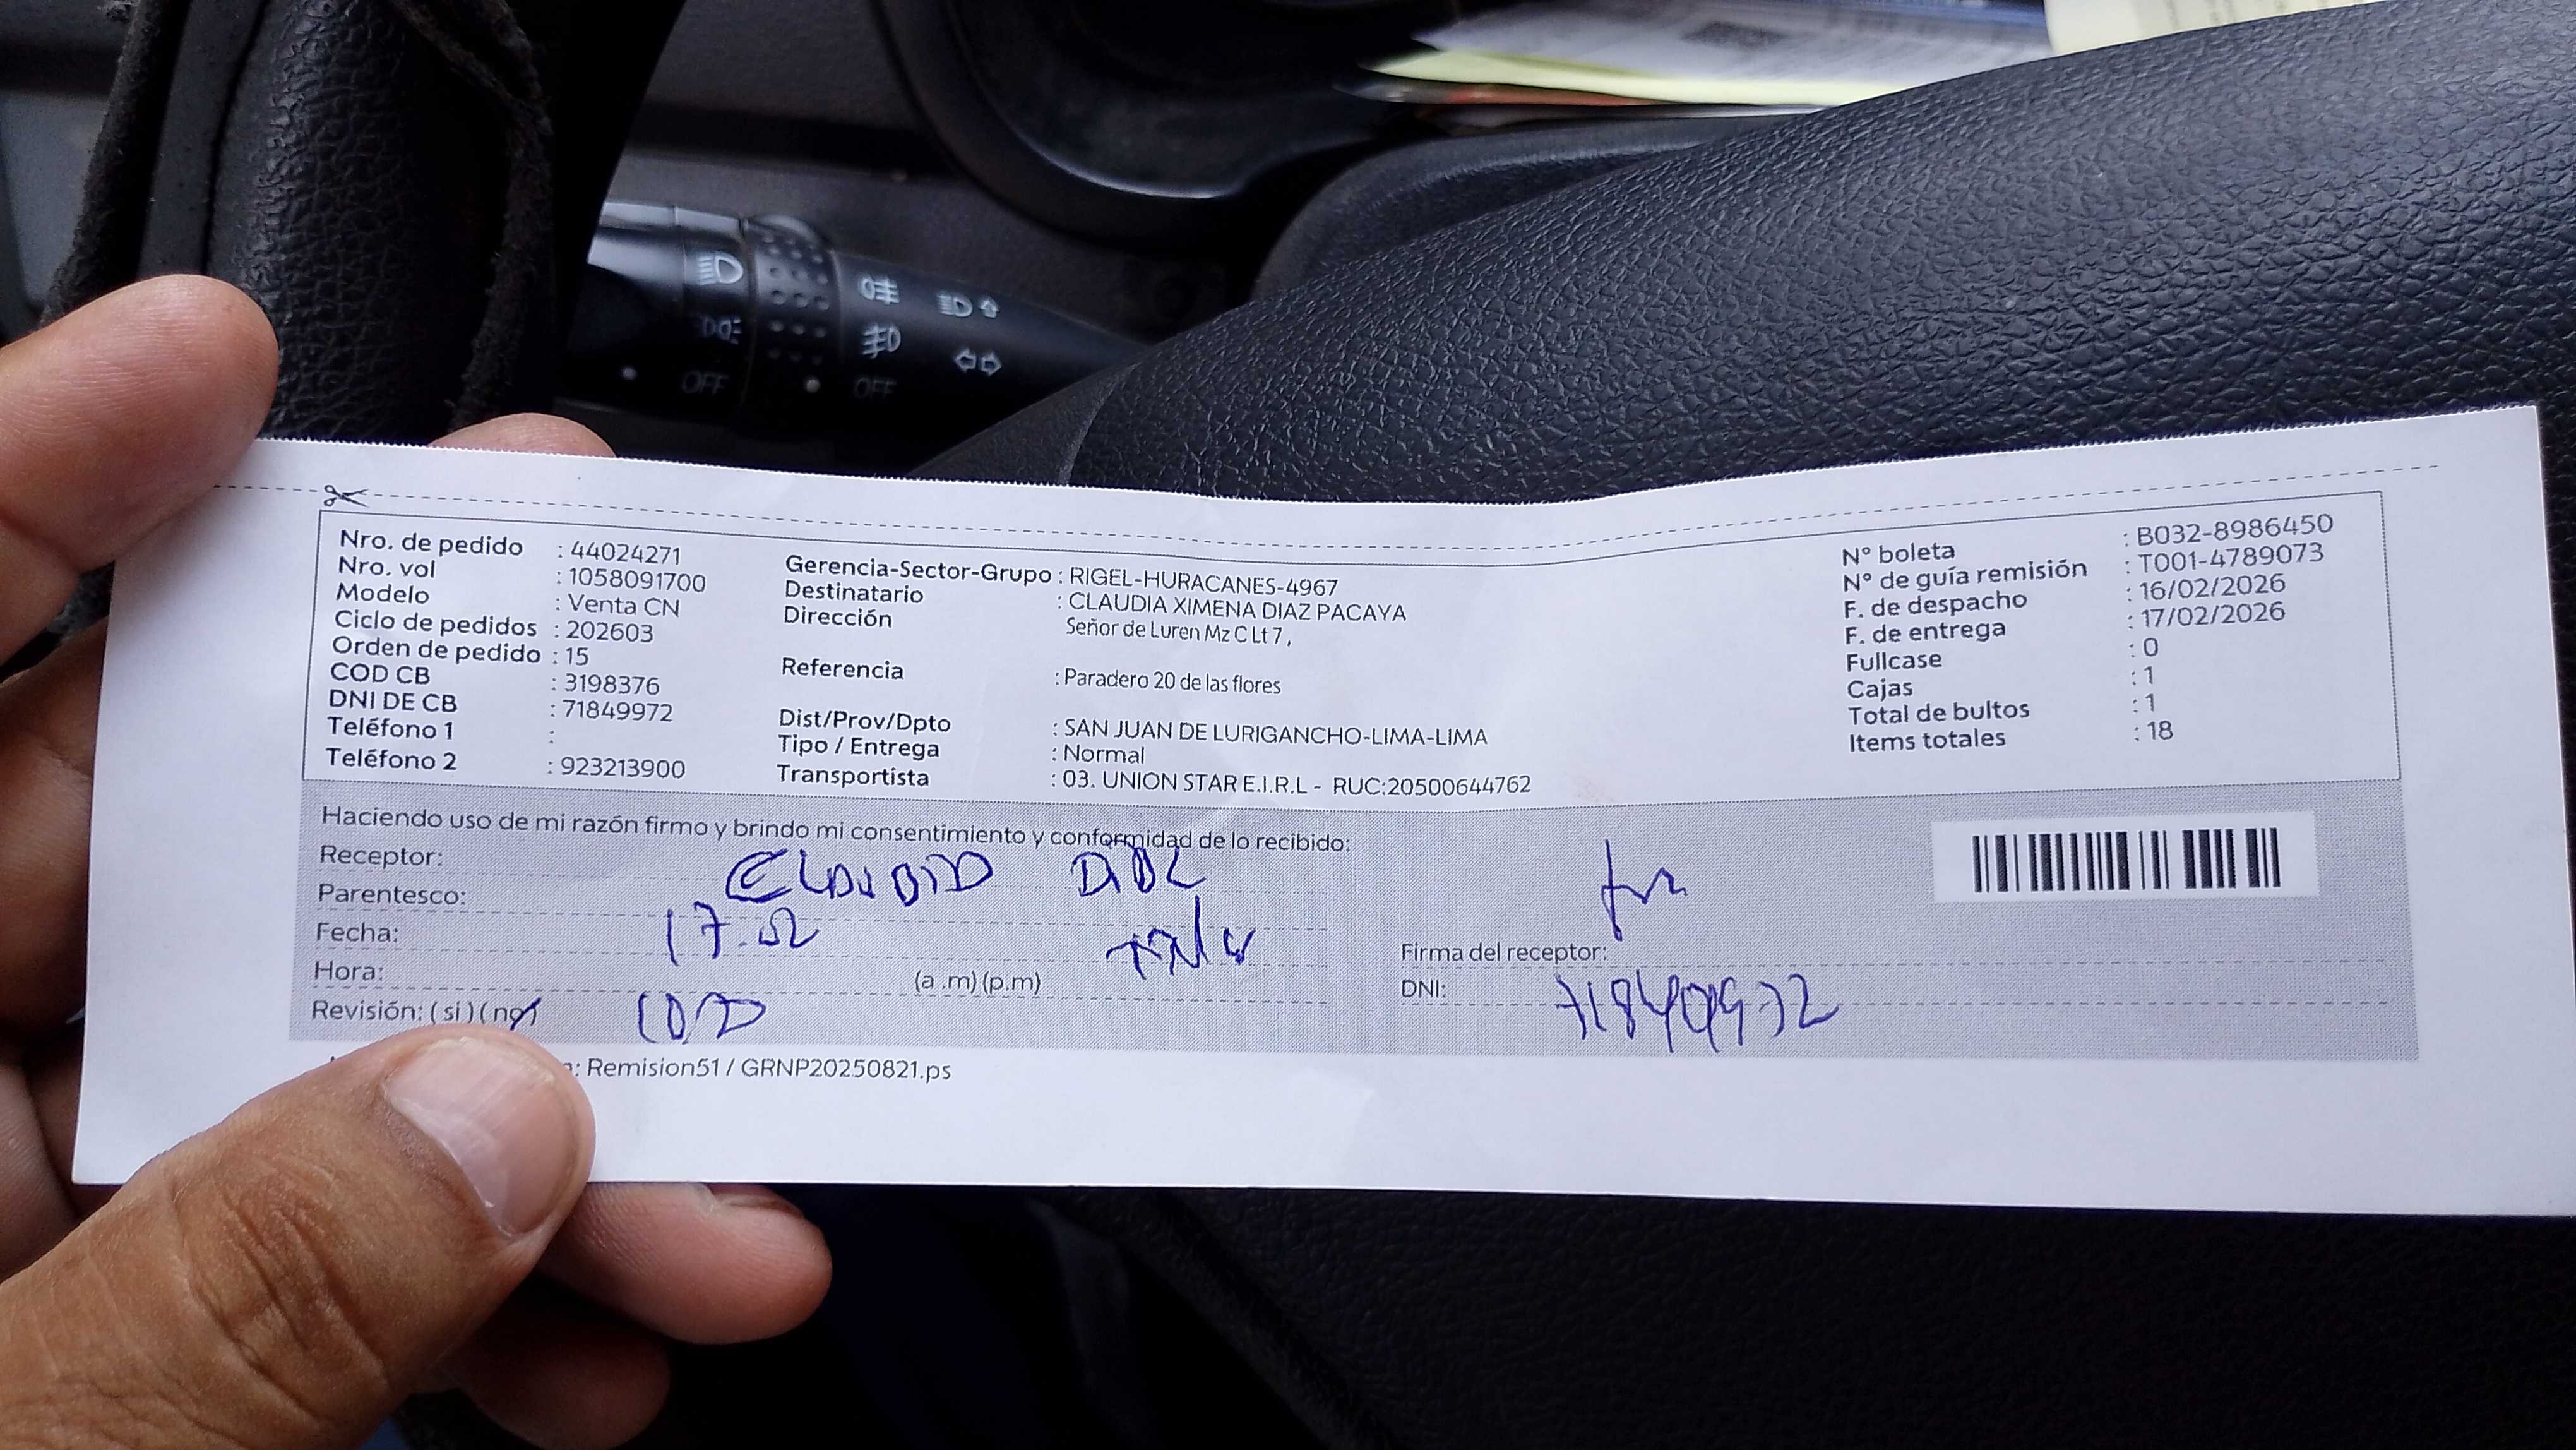 Nro. de pedido : 44024271
Nro. vol : 1058091700
Modelo : Venta CN
Ciclo de pedidos : 202603
Orden de pedido : 15
COD CB : 3198376
DNI DE CB : 71849972
Teléfono 1 :
Teléfono 2 : 923213900
Gerencia-Sector-Grupo : RIGEL-HURACANES-4967
Destinatario : CLAUDIA XIMENA DIAZ PACAYA
Dirección Señor de Luren Mz C Lt 7 ,
Referencia : Paradero 20 de las flores
Dist/Prov/Dpto : SAN JUAN DE LURIGANCHO-LIMA-LIMA
Tipo / Entrega : Normal
Transportista : 03. UNION STAR E.I.R.L - RUC:20500644762
N° boleta : B032-8986450
N° de guía remisión : T001-4789073
F. de despacho : 16/02/2026
F. de entrega : 17/02/2026
Fullcase : 0
Cajas : 1
Total de bultos : 1
Items totales : 18
Haciendo uso de mi razón firmo y brindo mi consentimiento y conformidad de lo recibido:
Receptor:
Parentesco:
Fecha:
Hora: (a .m) (p.m)
Revisión: ( si ) ( no)
Firma del receptor:
DNI:
Remision51 / GRNP20250821.ps
OFF
OFF